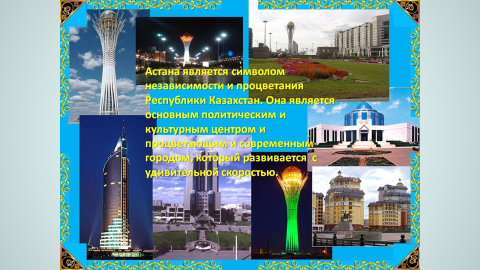 Астана является символом
независимости и процветания
Республики Казахстан. Она является
основным политическим и
культурным центром и
процветающим и современным
городом, который развивается с
удивительной скоростью.